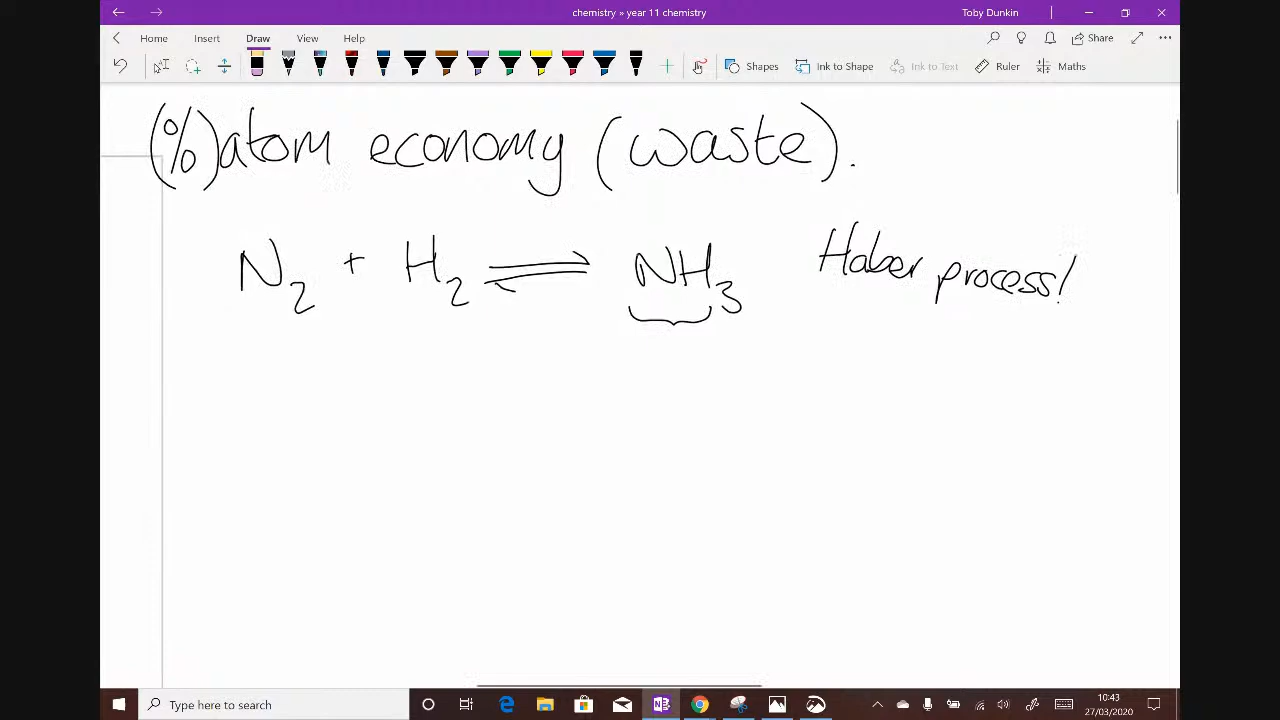 chemistry » year 11 chemistry
Toby Dunkin
Home Insert Draw View Help
Share
Shapes Ink to Shape Ink to Text Ruler Maths
(%)atom economy (waste).
N2 + H2 ⇌ NH3 Haber process!
Type here to search
10:43
27/03/2020